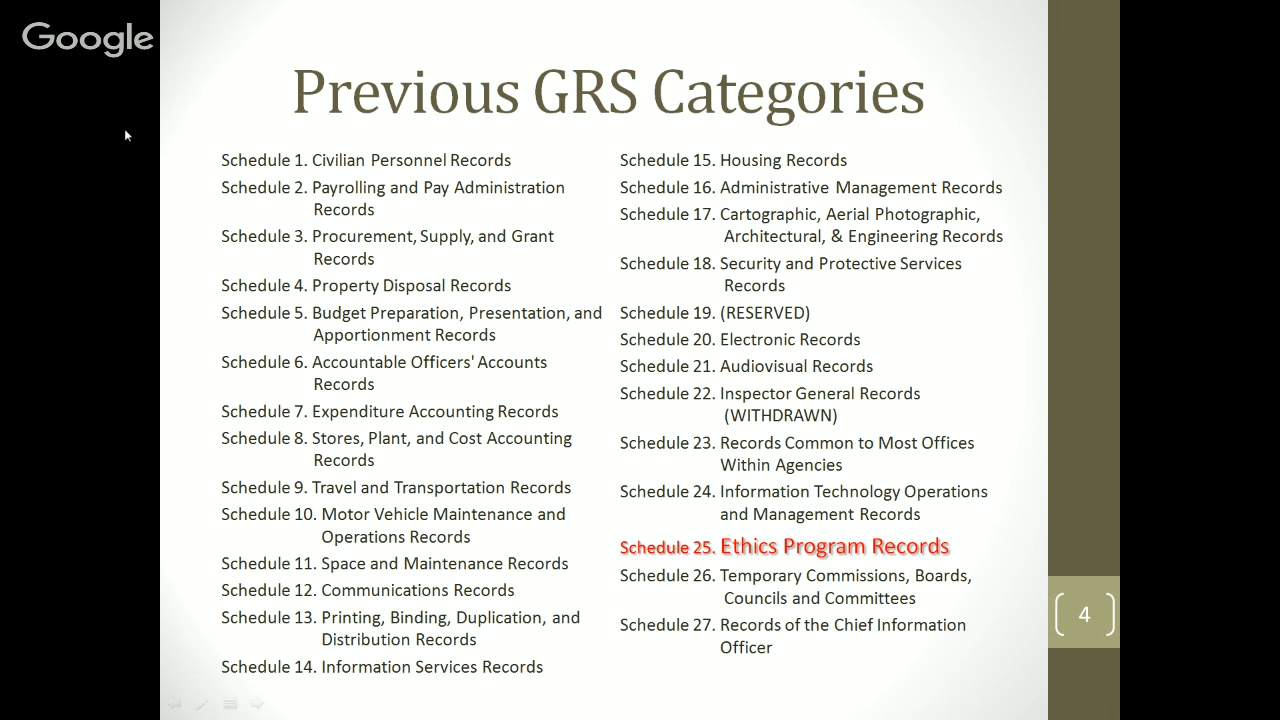 Google
Previous GRS Categories
Schedule 1. Civilian Personnel Records
Schedule 2. Payrolling and Pay Administration
Records
Schedule 3. Procurement, Supply, and Grant
Records
Schedule 4. Property Disposal Records
Schedule 5. Budget Preparation, Presentation, and
Apportionment Records
Schedule 6. Accountable Officers' Accounts
Records
Schedule 7. Expenditure Accounting Records
Schedule 8. Stores, Plant, and Cost Accounting
Records
Schedule 9. Travel and Transportation Records
Schedule 10. Motor Vehicle Maintenance and
Operations Records
Schedule 11. Space and Maintenance Records
Schedule 12. Communications Records
Schedule 13. Printing, Binding, Duplication, and
Distribution Records
Schedule 14. Information Services Records
Schedule 15. Housing Records
Schedule 16. Administrative Management Records
Schedule 17. Cartographic, Aerial Photographic,
Architectural, & Engineering Records
Schedule 18. Security and Protective Services
Records
Schedule 19. (RESERVED)
Schedule 20. Electronic Records
Schedule 21. Audiovisual Records
Schedule 22. Inspector General Records
(WITHDRAWN)
Schedule 23. Records Common to Most Offices
Within Agencies
Schedule 24. Information Technology Operations
and Management Records
Schedule 25. Ethics Program Records
Schedule 26. Temporary Commissions, Boards,
Councils and Committees
Schedule 27. Records of the Chief Information
Officer
4